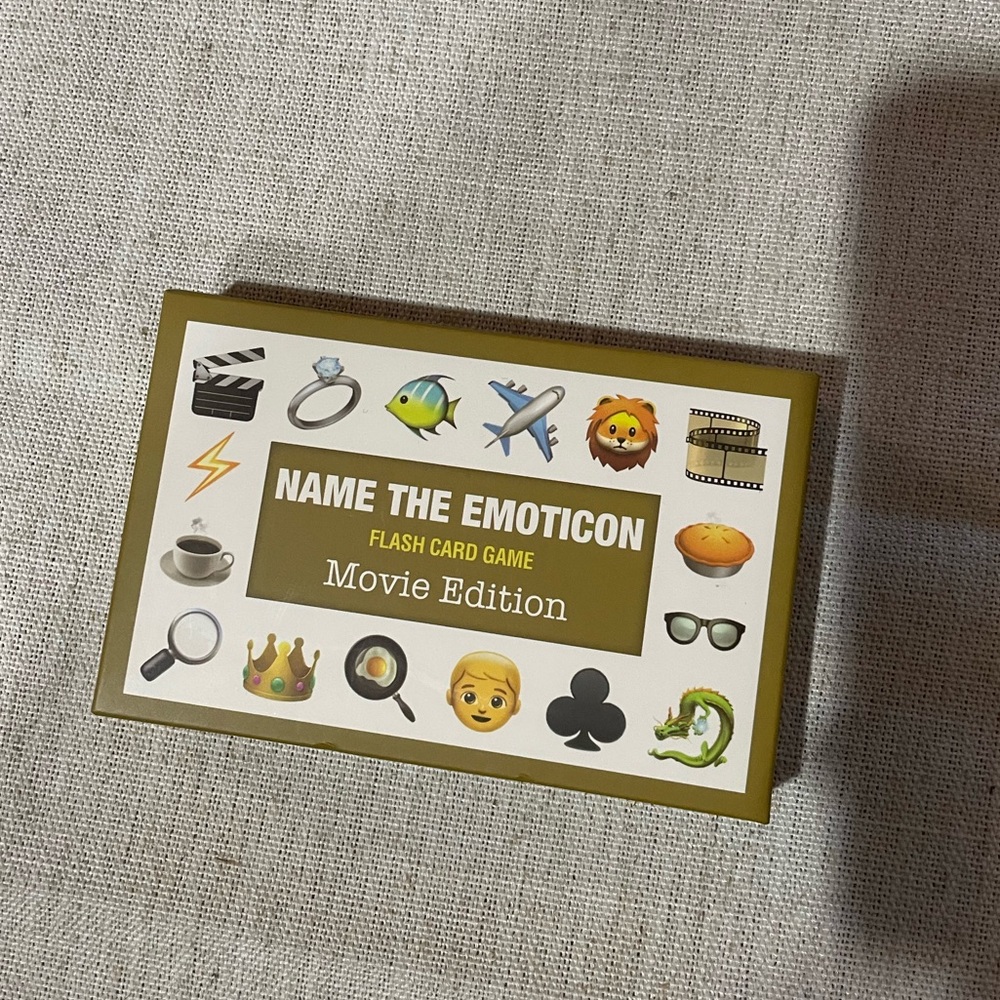 NAME THE EMOTICON
FLASH CARD GAME
Movie Edition